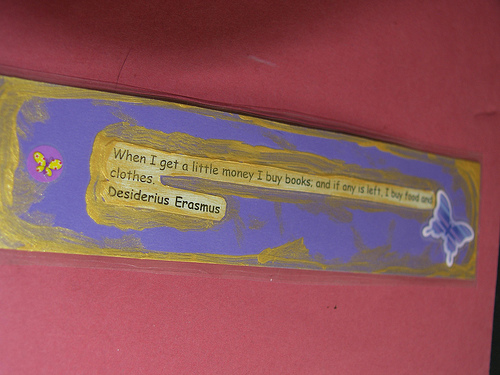 When I get a little money I buy books, and if any is left, I buy food and
clothes.
Desiderius Erasmus